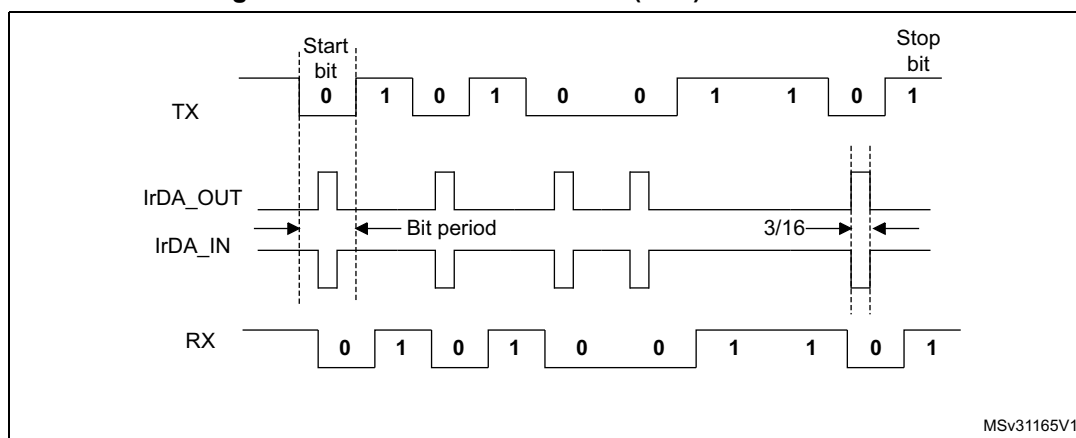 Start
bit
Stop
bit
TX
0 1 0 1 0 0 1 1 0 1
IrDA_OUT
Bit period
3/16
IrDA_IN
RX
0 1 0 1 0 0 1 1 0 1
MSv31165V1